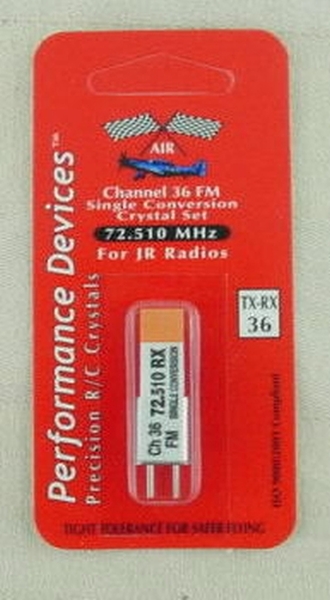 AIR
Channel 36 FM
Single Conversion
Crystal Set
72.510 MHz
For JR Radios
Performance Devices™
Precision R/C Crystals
TX-RX
36
Ch 36 72.510 RX
FM SINGLE CONVERSION
ISO 9000/9001 Compliant
TIGHT TOLERANCE FOR SAFER FLYING